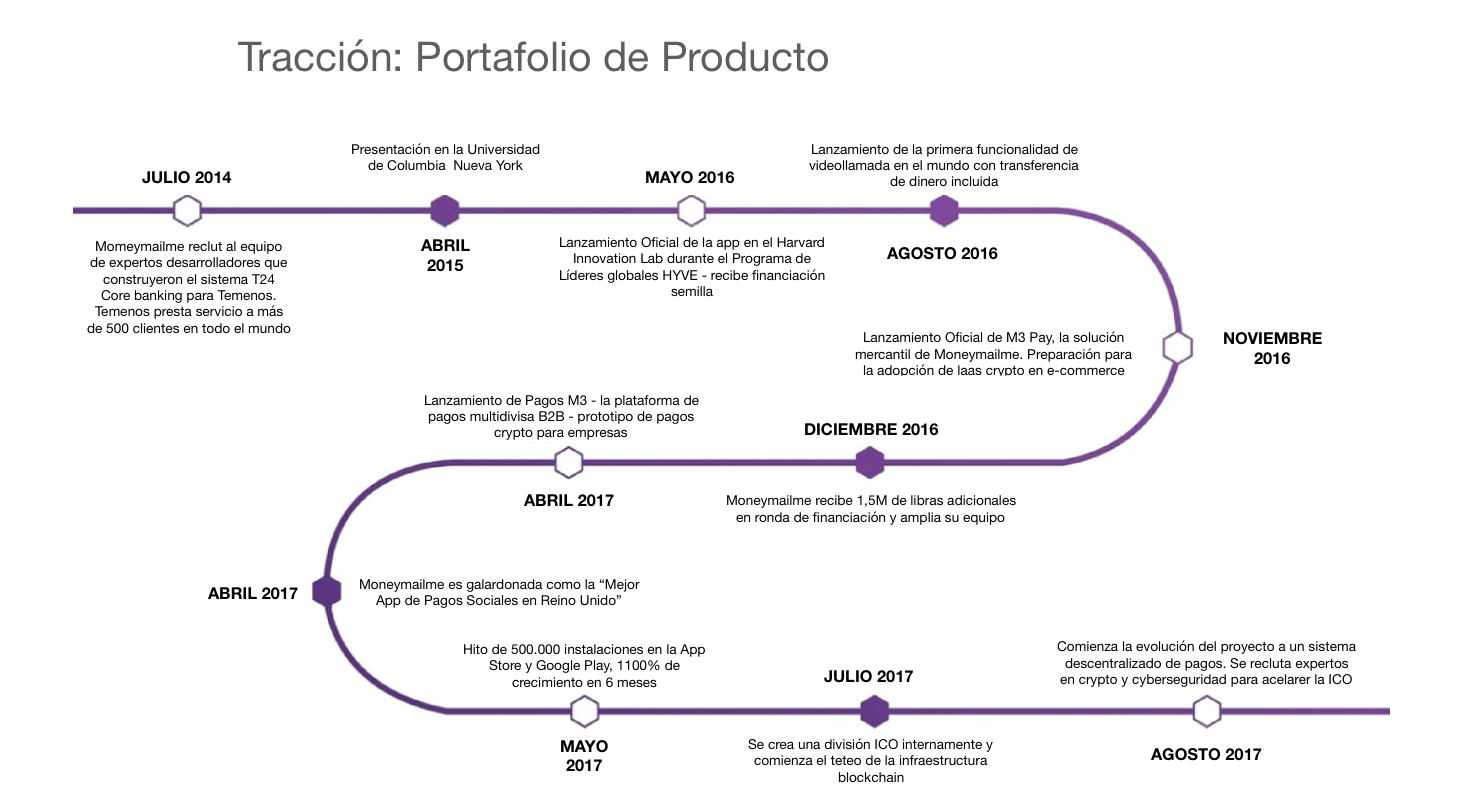 Tracción: Portafolio de Producto
JULIO 2014
Momeymailme reclut al equipo
de expertos desarrolladores que
construyeron el sistema T24
Core banking para Temenos.
Temenos presta servicio a más
de 500 clientes en todo el mundo
Presentación en la Universidad
de Columbia  Nueva York
ABRIL
2015
MAYO 2016
Lanzamiento Oficial de la app en el Harvard
Innovation Lab durante el Programa de
Líderes globales HYVE - recibe financiación
semilla
Lanzamiento de la primera funcionalidad de
videollamada en el mundo con transferencia
de dinero incluida
AGOSTO 2016
NOVIEMBRE
2016
Lanzamiento Oficial de M3 Pay, la solución
mercantil de Moneymailme. Preparación para
la adopción de laas crypto en e-commerce
DICIEMBRE 2016
Moneymailme recibe 1,5M de libras adicionales
en ronda de financiación y amplia su equipo
Lanzamiento de Pagos M3 - la plataforma de
pagos multidivisa B2B - prototipo de pagos
crypto para empresas
ABRIL 2017
ABRIL 2017
Moneymailme es galardonada como la “Mejor
App de Pagos Sociales en Reino Unido”
Hito de 500.000 instalaciones en la App
Store y Google Play, 1100% de
crecimiento en 6 meses
MAYO
2017
JULIO 2017
Se crea una división ICO internamente y
comienza el teteo de la infraestructura
blockchain
Comienza la evolución del proyecto a un sistema
descentralizado de pagos. Se recluta expertos
en crypto y cyberseguridad para acelarer la ICO
AGOSTO 2017